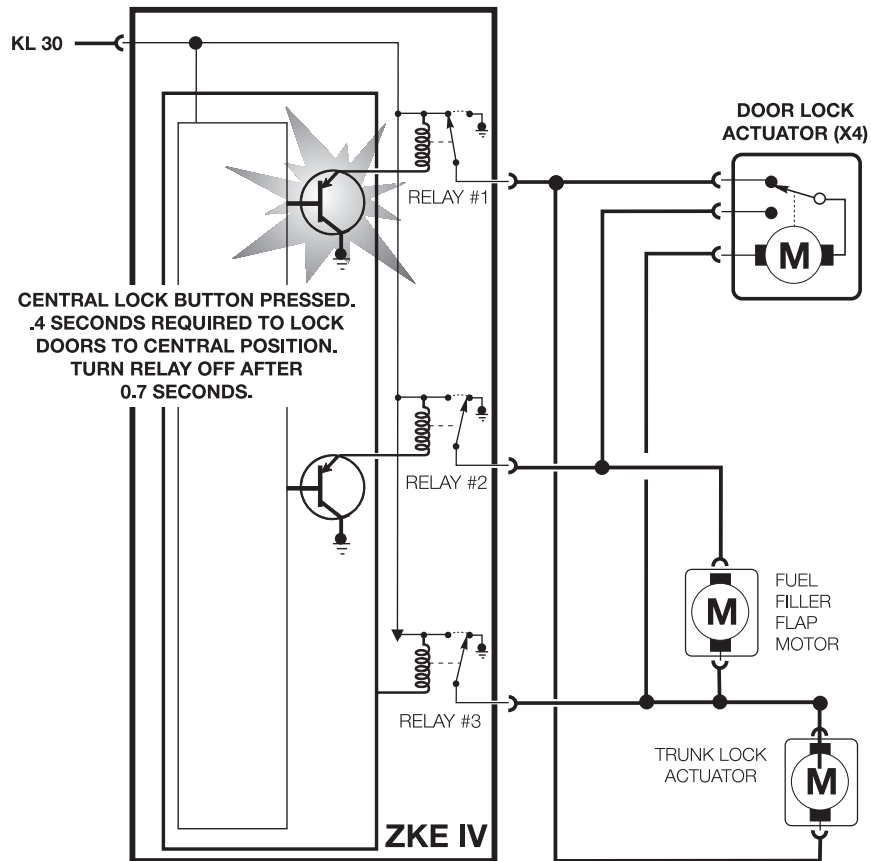 KL 30
DOOR LOCK
ACTUATOR (X4)
RELAY #1
M
CENTRAL LOCK BUTTON PRESSED.
.4 SECONDS REQUIRED TO LOCK
DOORS TO CENTRAL POSITION.
TURN RELAY OFF AFTER
0.7 SECONDS.
RELAY #2
M
FUEL
FILLER
FLAP
MOTOR
RELAY #3
TRUNK LOCK
ACTUATOR
M
ZKE IV